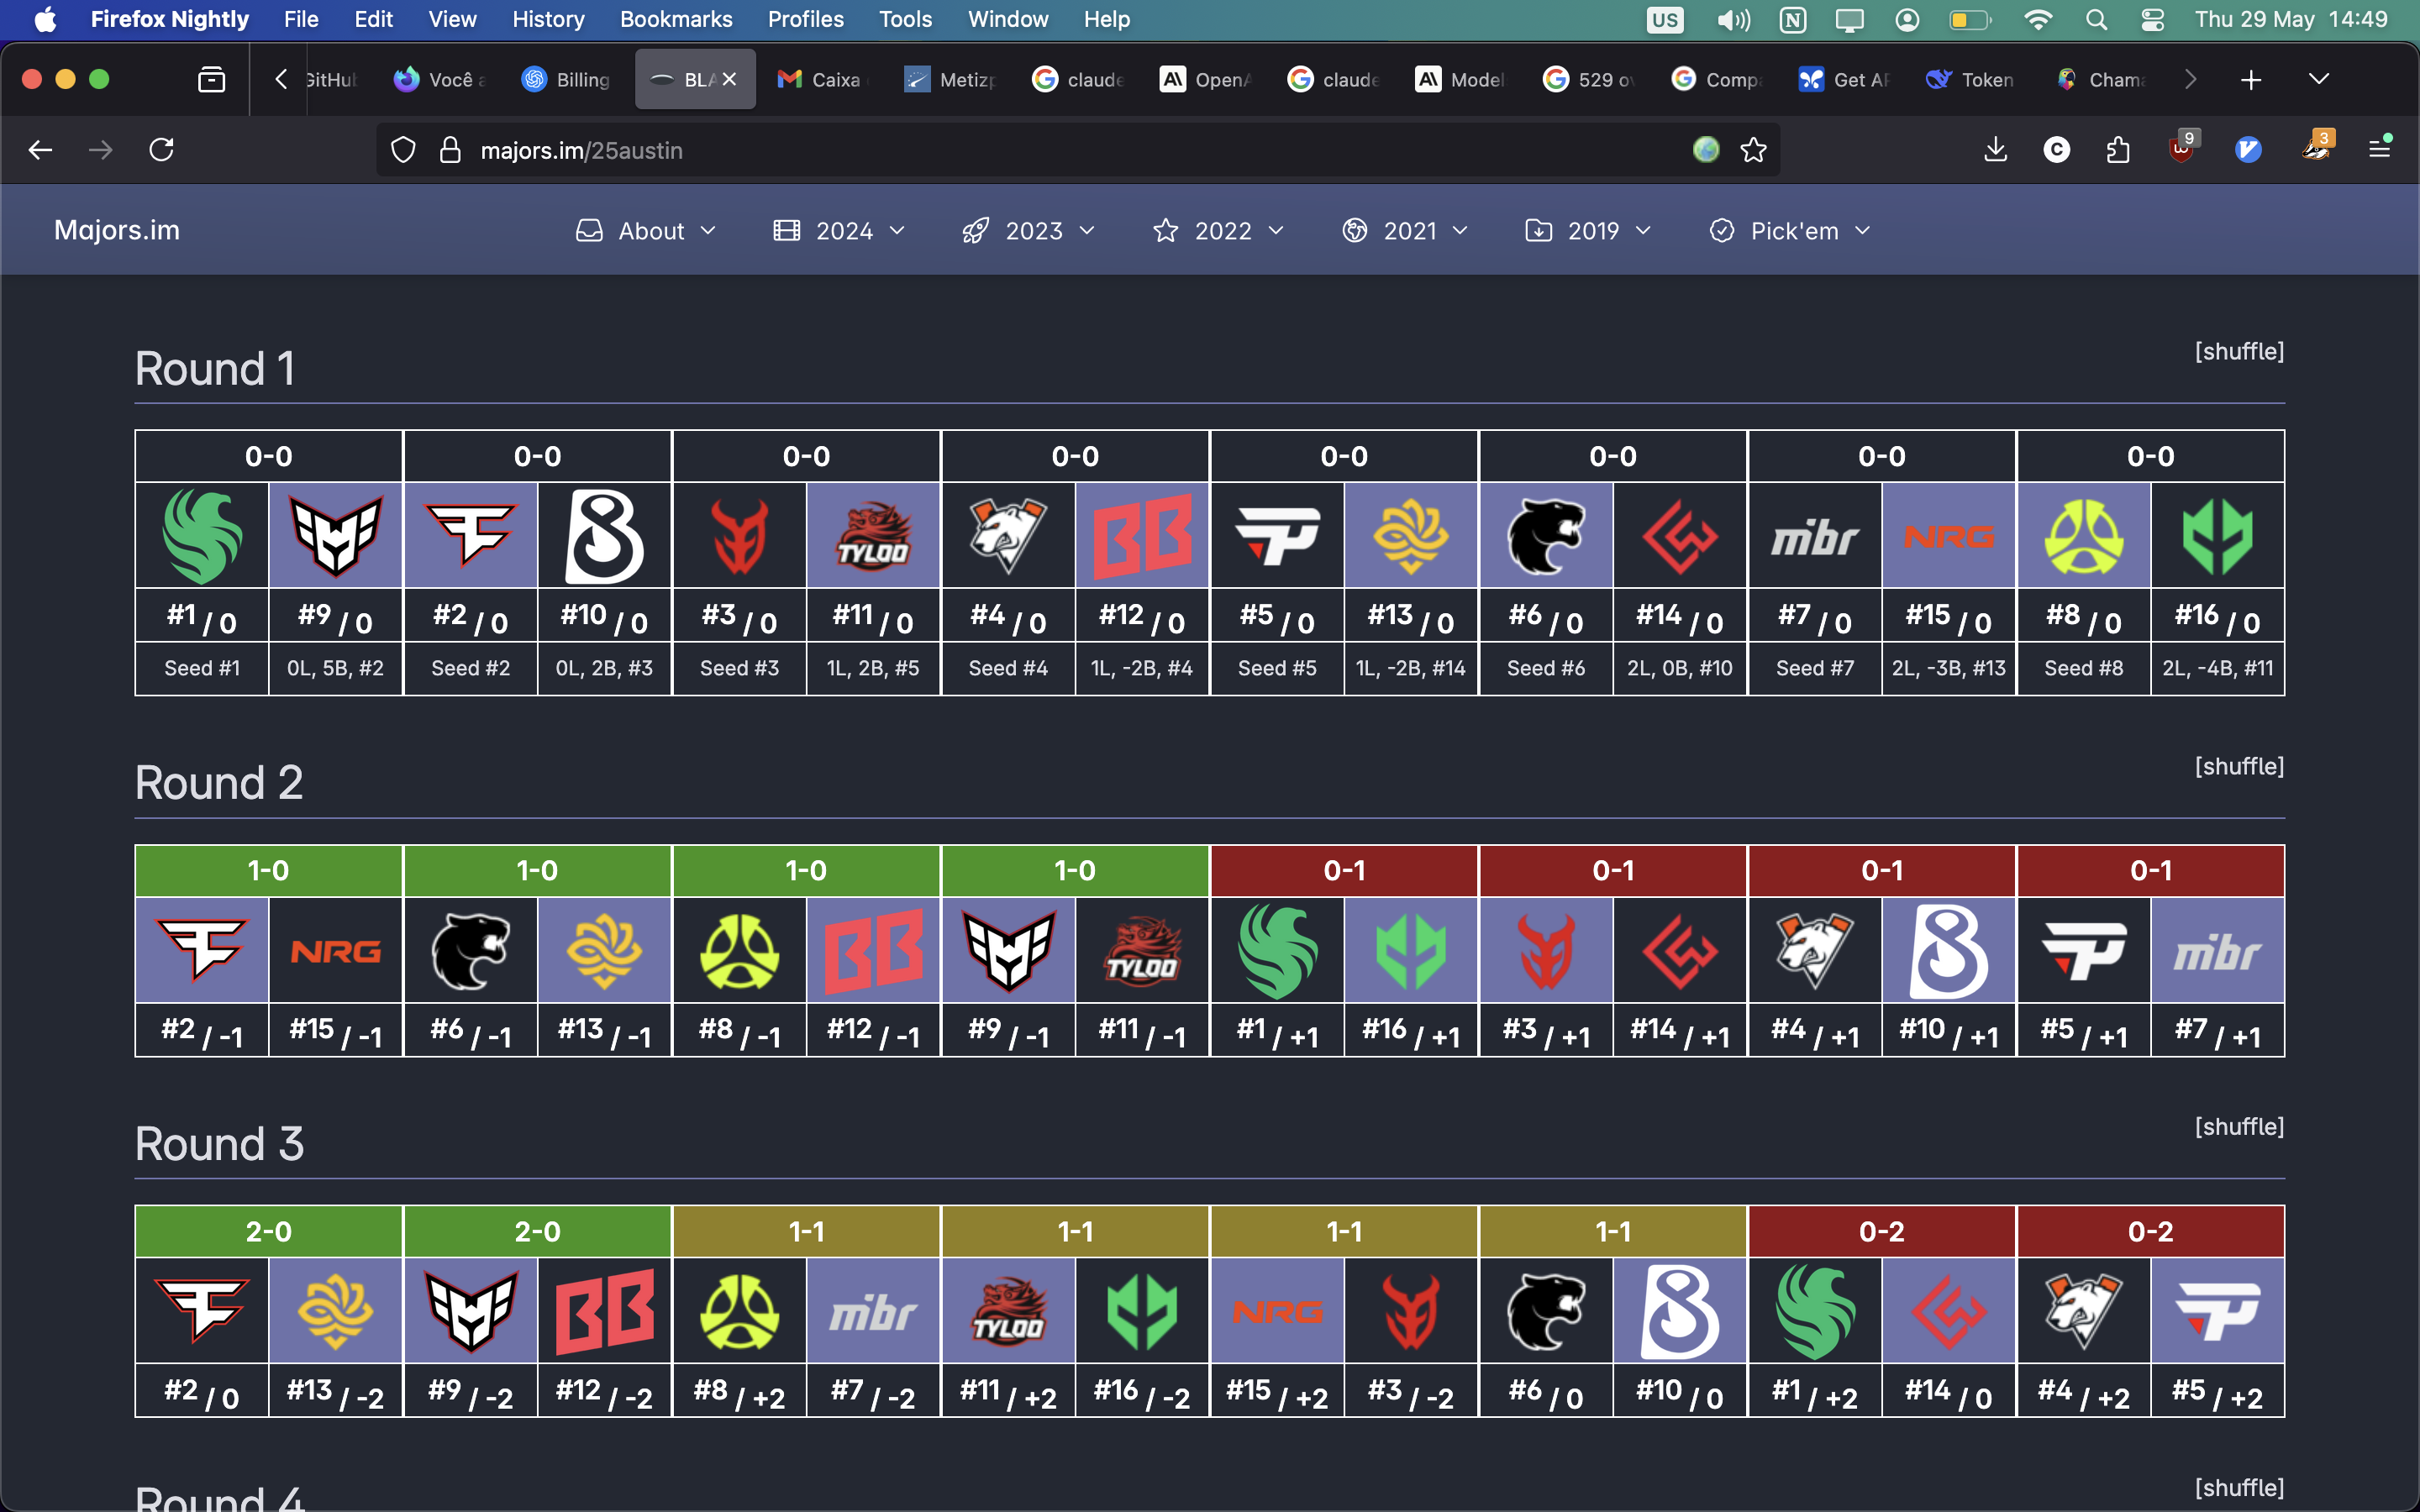 Firefox Nightly File Edit View History Bookmarks Profiles Tools Window Help US Thu 29 May 14:49
GitHub Você a Billing BLA Caixa Metizp claude OpenA claude Model 529 ov Comp Get AP Token Chama
majors.im/25austin 9 3
Majors.im About 2024 2023 2022 2021 2019 Pick'em
Round 1 [shuffle]
0-0 0-0 0-0 0-0 0-0 0-0 0-0 0-0
TYLOO BB mibr NRG
#1 / 0 #9 / 0 #2 / 0 #10 / 0 #3 / 0 #11 / 0 #4 / 0 #12 / 0 #5 / 0 #13 / 0 #6 / 0 #14 / 0 #7 / 0 #15 / 0 #8 / 0 #16 / 0
Seed #1 0L, 5B, #2 Seed #2 0L, 2B, #3 Seed #3 1L, 2B, #5 Seed #4 1L, -2B, #4 Seed #5 1L, -2B, #14 Seed #6 2L, 0B, #10 Seed #7 2L, -3B, #13 Seed #8 2L, -4B, #11
Round 2 [shuffle]
1-0 1-0 1-0 1-0 0-1 0-1 0-1 0-1
NRG BB TYLOO mibr
#2 / -1 #15 / -1 #6 / -1 #13 / -1 #8 / -1 #12 / -1 #9 / -1 #11 / -1 #1 / +1 #16 / +1 #3 / +1 #14 / +1 #4 / +1 #10 / +1 #5 / +1 #7 / +1
Round 3 [shuffle]
2-0 2-0 1-1 1-1 1-1 1-1 0-2 0-2
BB mibr TYLOO NRG
#2 / 0 #13 / -2 #9 / -2 #12 / -2 #8 / +2 #7 / -2 #11 / +2 #16 / -2 #15 / +2 #3 / -2 #6 / 0 #10 / 0 #1 / +2 #14 / 0 #4 / +2 #5 / +2
Round 4 [shuffle]